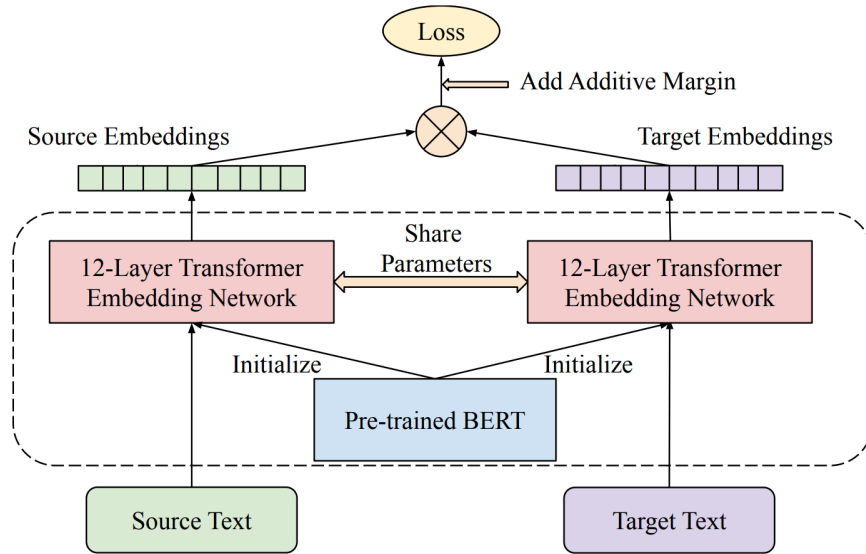 Loss
Add Additive Margin
Source Embeddings
Target Embeddings
12-Layer Transformer
Embedding Network
Share
Parameters
12-Layer Transformer
Embedding Network
Initialize
Initialize
Pre-trained BERT
Source Text
Target Text